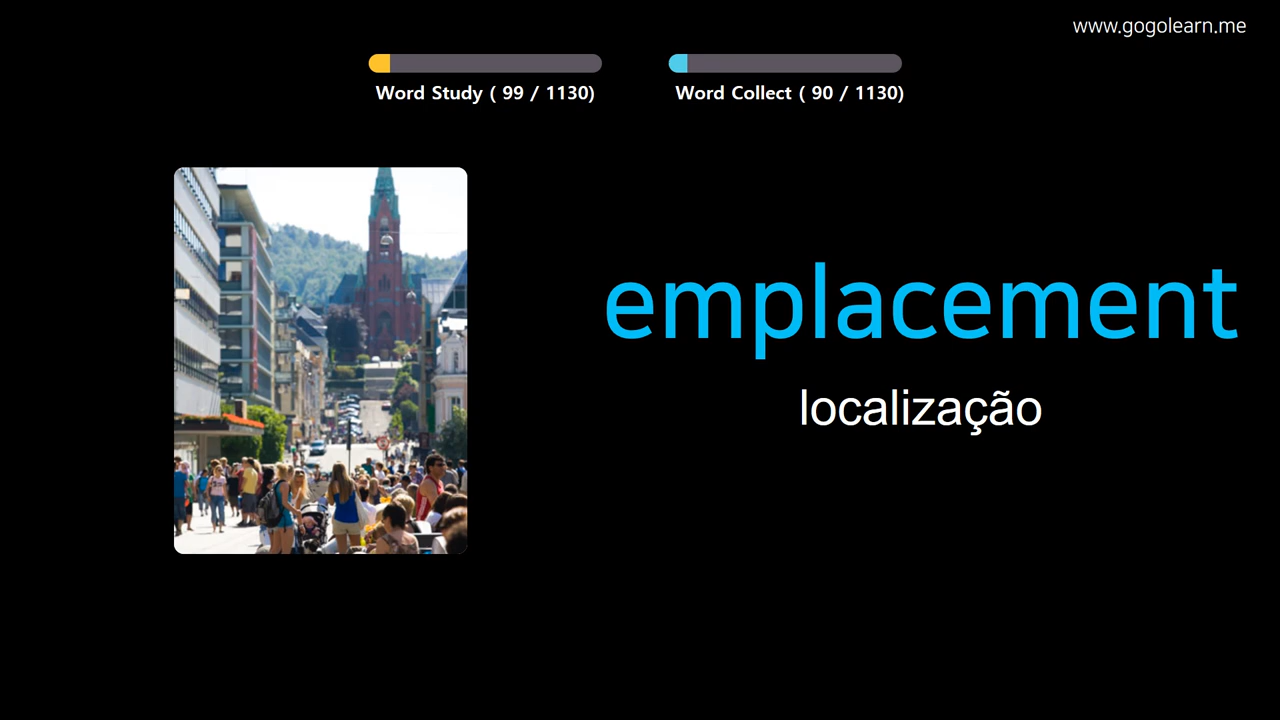 www.gogolearn.me
Word Study ( 99 / 1130)
Word Collect ( 90 / 1130)
emplacement
localização